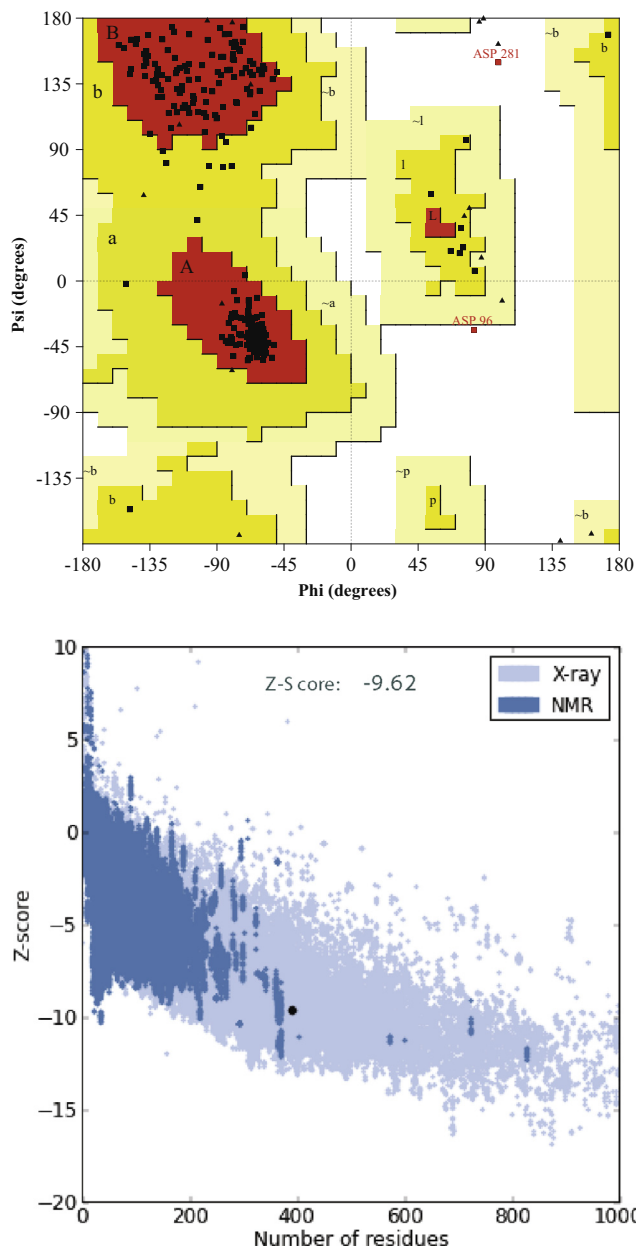 180
B
~b
b
ASP 281
135
b
~b
~l
90
l
45
L
a
A
0
~a
ASP 96
-45
-90
-135
~b
~p
b
p
~b
-180 -135 -90 -45 0 45 90 135 180
Psi (degrees)
Phi (degrees)
10
Z-S core: -9.62
X-ray
NMR
5
0
−5
−10
−15
−20
0 200 400 600 800 1000
Z-score
Number of residues